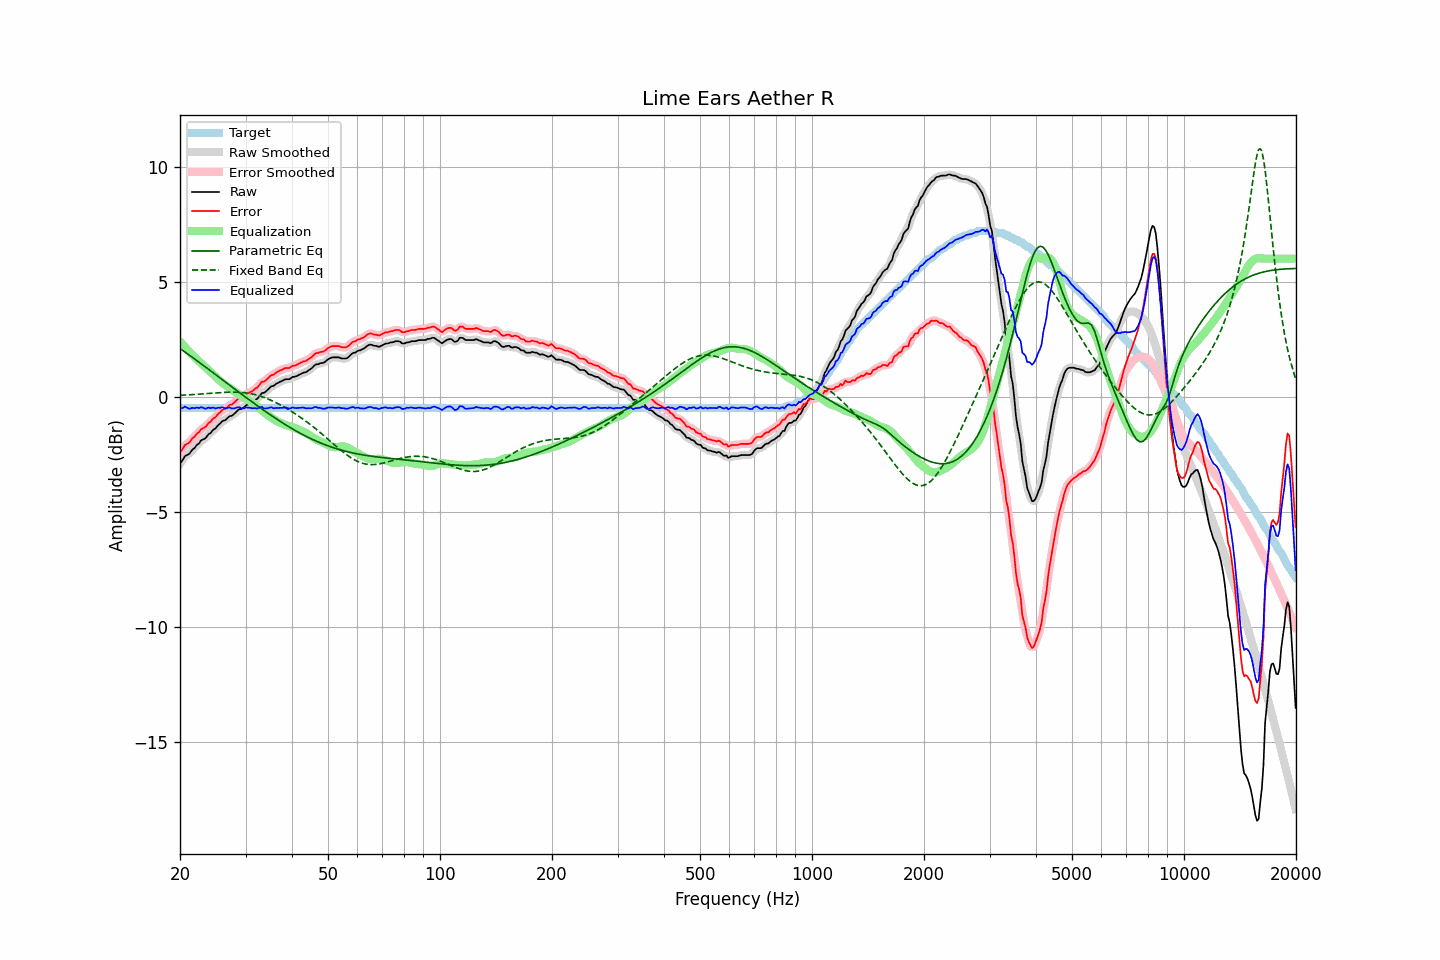 Lime Ears Aether R
Target
Raw Smoothed
Error Smoothed
Raw
Error
Equalization
Parametric Eq
Fixed Band Eq
Equalized
10
5
0
−5
−10
−15
Amplitude (dBr)
20
50
100
200
500
1000
2000
5000
10000
20000
Frequency (Hz)